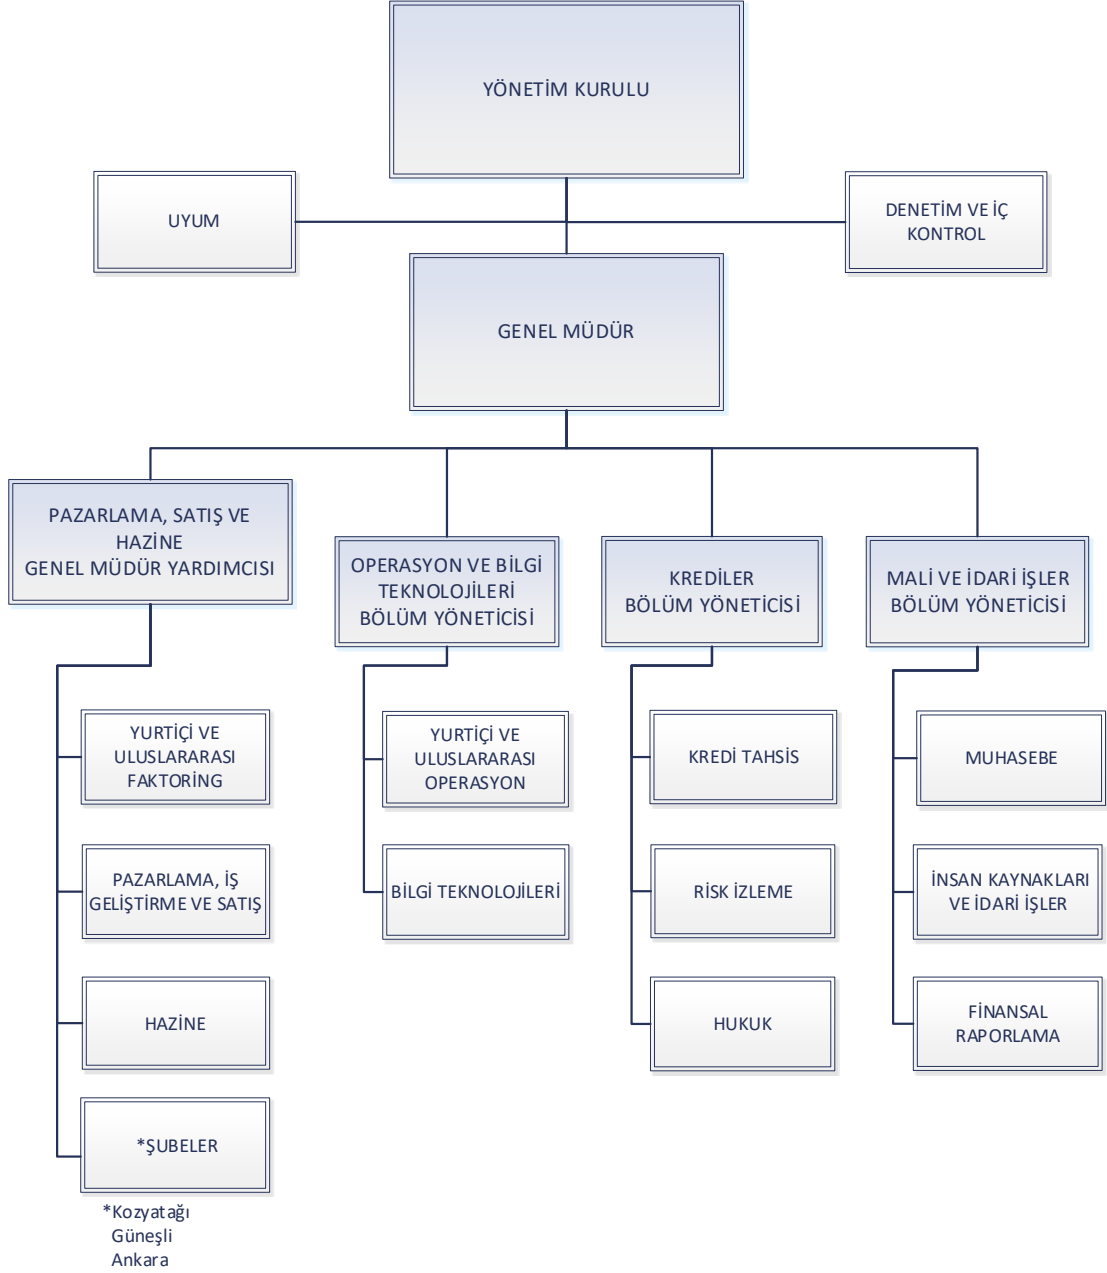 YÖNETİM KURULU
UYUM
DENETİM VE İÇ
KONTROL
GENEL MÜDÜR
PAZARLAMA, SATIŞ VE
HAZİNE
GENEL MÜDÜR YARDIMCISI
OPERASYON VE BİLGİ
TEKNOLOJİLERİ
BÖLÜM YÖNETİCİSİ
KREDİLER
BÖLÜM YÖNETİCİSİ
MALİ VE İDARİ İŞLER
BÖLÜM YÖNETİCİSİ
YURTİÇİ VE
ULUSLARARASI
FAKTORİNG
YURTİÇİ VE
ULUSLARARASI
OPERASYON
KREDİ TAHSİS
MUHASEBE
PAZARLAMA, İŞ
GELİŞTİRME VE SATIŞ
BİLGİ TEKNOLOJİLERİ
RİSK İZLEME
İNSAN KAYNAKLARI
VE İDARİ İŞLER
HAZİNE
HUKUK
FİNANSAL
RAPORLAMA
*ŞUBELER
*Kozyatağı
Güneşli
Ankara